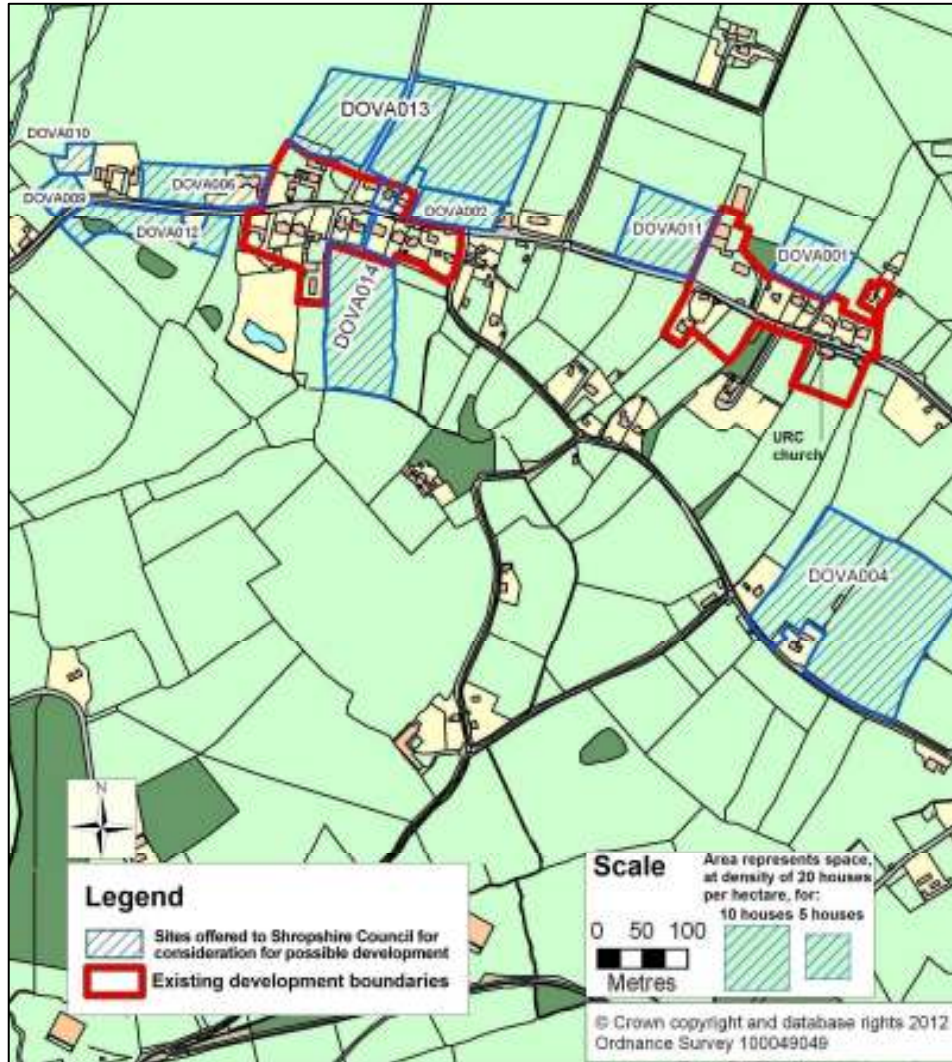 DOVA013
DOVA010
DOVA006
DOVA009
DOVA002
DOVA012
DOVA011
DOVA001
DOVA014
URC
church
DOVA004
N
Legend
Sites offered to Shropshire Council for
consideration for possible development
Existing development boundaries
Scale
Area represents space,
at density of 20 houses
per hectare, for:
10 houses 5 houses
0 50 100
Metres
© Crown copyright and database rights 2012
Ordnance Survey 100049049